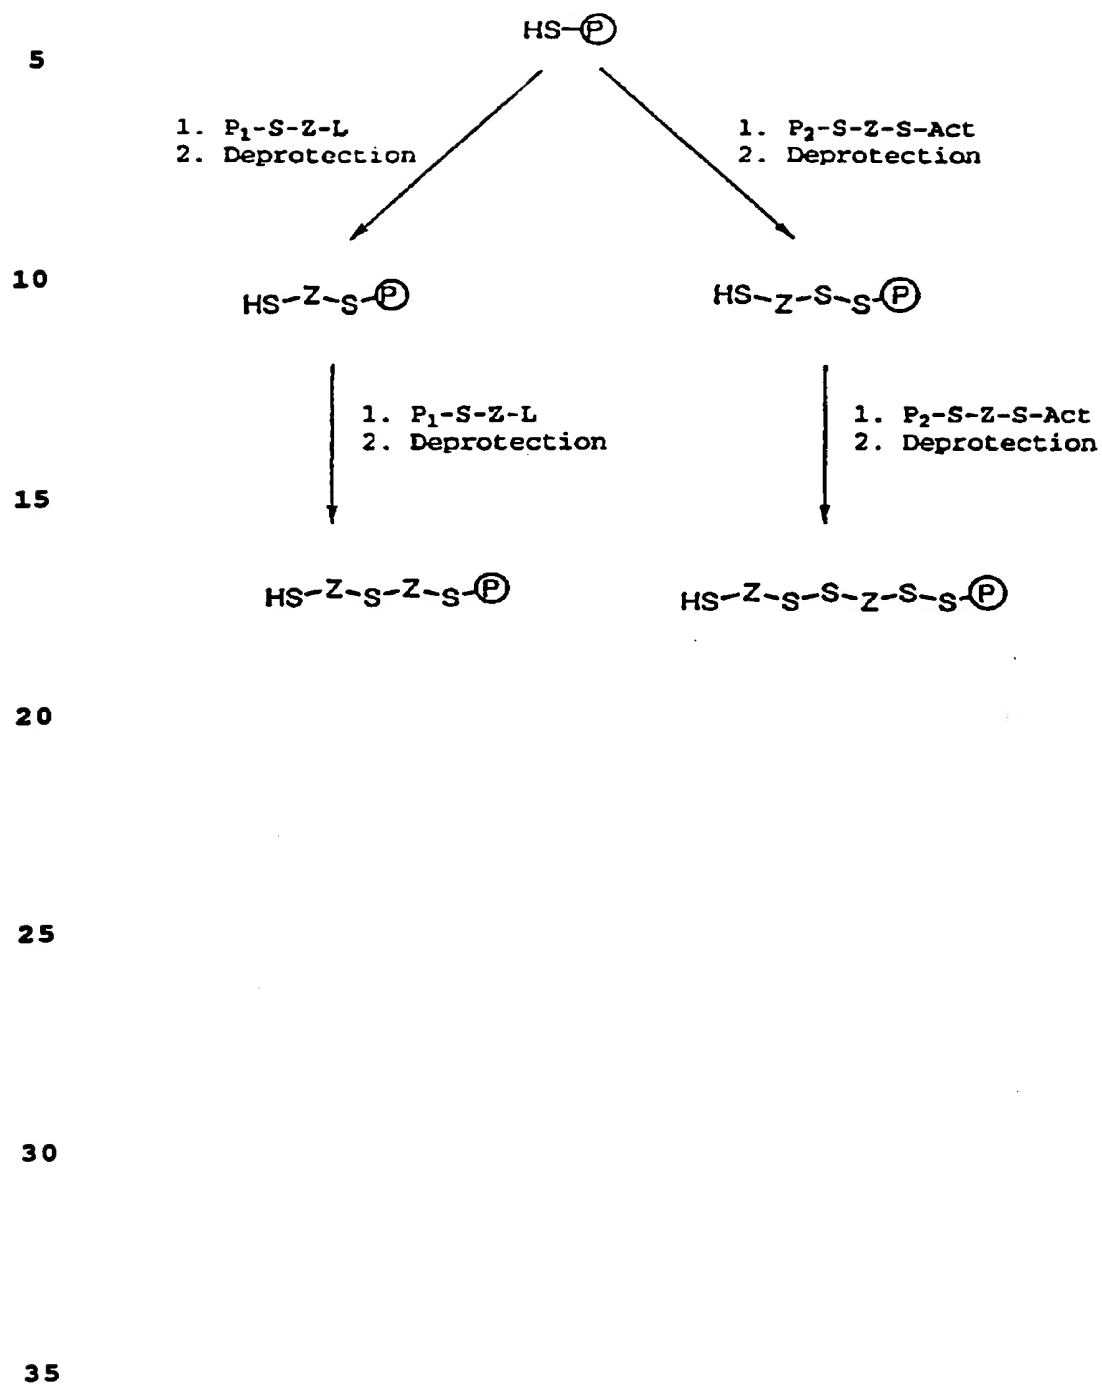 HS-P
5
1. P₁-S-Z-L
2. Deprotection
1. P₂-S-Z-S-Act
2. Deprotection
10
HS-Z-S-P
HS-Z-S-S-P
1. P₁-S-Z-L
2. Deprotection
1. P₂-S-Z-S-Act
2. Deprotection
15
HS-Z-S-Z-S-P
HS-Z-S-S-Z-S-S-P
20
25
30
35